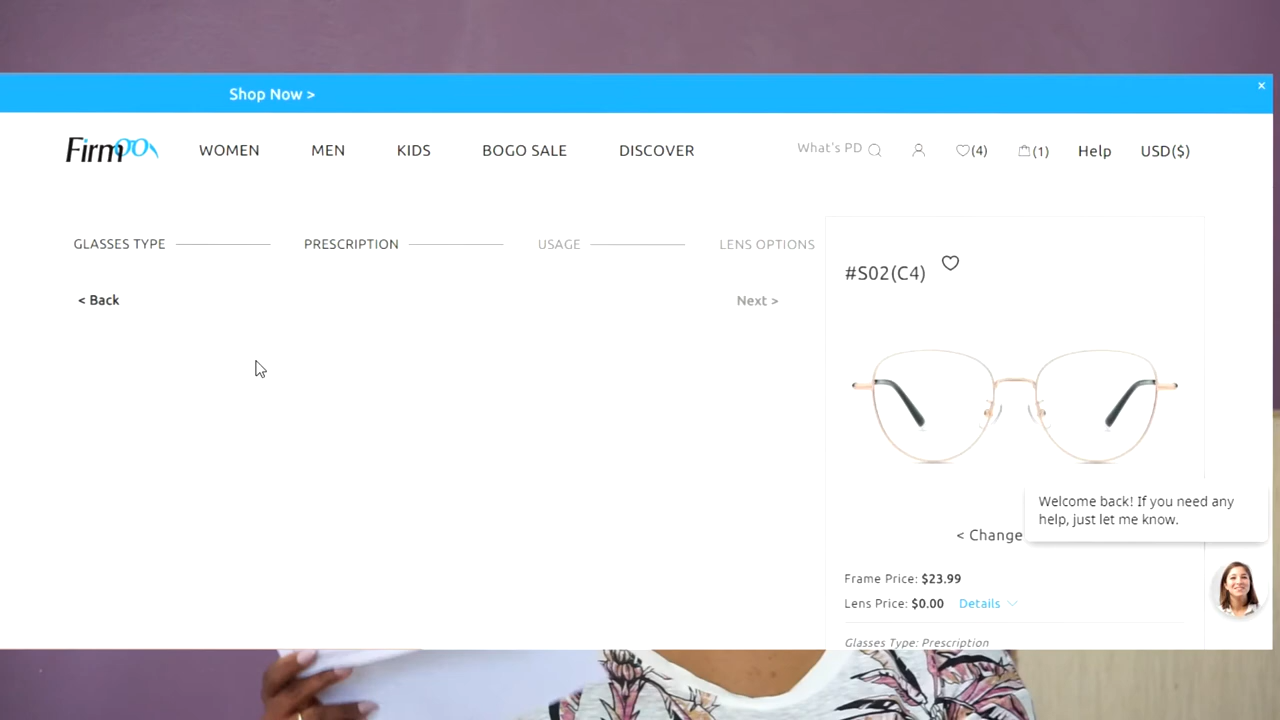 Shop Now >
×
Firmoo
WOMEN
MEN
KIDS
BOGO SALE
DISCOVER
What's PD
(4)
(1)
Help
USD($)
GLASSES TYPE
PRESCRIPTION
USAGE
LENS OPTIONS
< Back
Next >
#S02(C4)
< Change
Welcome back! If you need any
help, just let me know.
Frame Price: $23.99
Lens Price: $0.00 Details
Glasses Type: Prescription